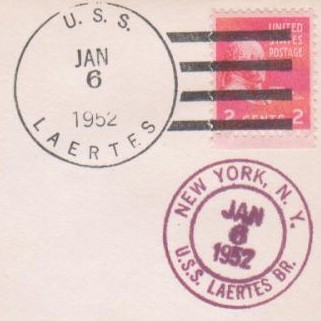 U. S. S.
JAN
6
1952
LAERTES
UNITED
STATES
POSTAGE
2 CENTS 2
NEW YORK, N. Y.
JAN
6
1952
U.S.S. LAERTES BR.